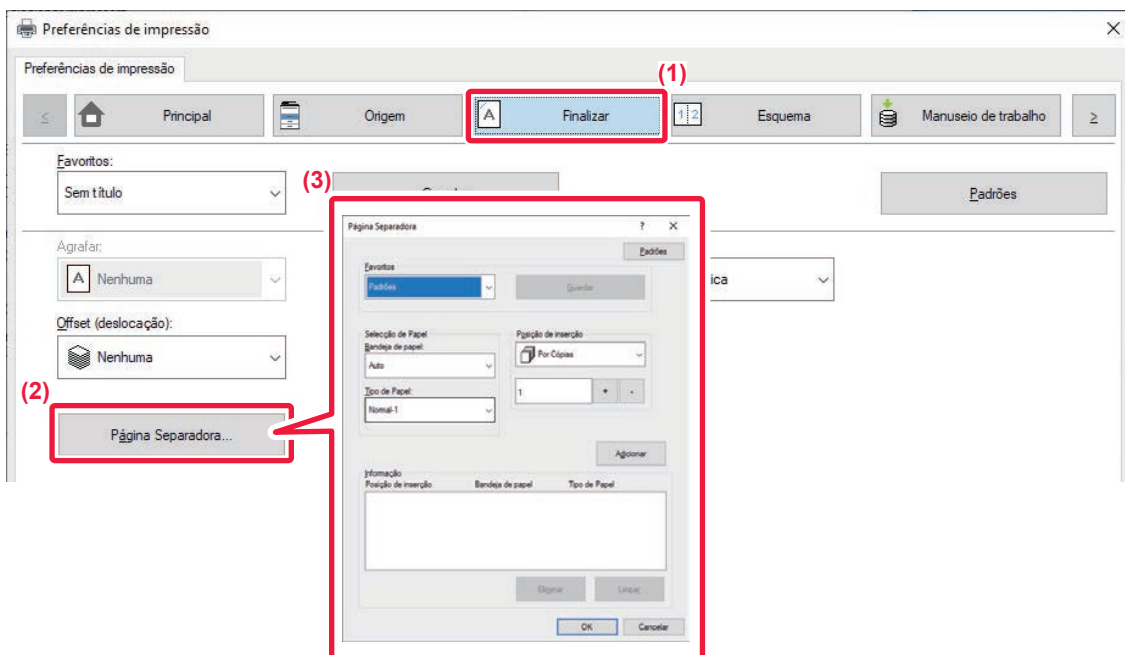 Preferências de impressão
Preferências de impressão
(1)
≤ Principal Origem A Finalizar 1 2 Esquema Manuseio de trabalho ≥
Favoritos:
Sem título
(3)
Padrões
Agrafar:
A Nenhuma
ica
Offset (deslocação):
Nenhuma
(2)
Página Separadora...
Página Separadora ? X
Padrões
Favoritos
Padrões
Guardar
Selecção de Papel
Bandeja de papel:
Auto
Tipo de Papel:
Normal-1
Posição de inserção
Por Cópias
1 + -
Adicionar
Informação
Posição de inserção Bandeja de papel Tipo de Papel
Eliminar Limpar
OK Cancelar